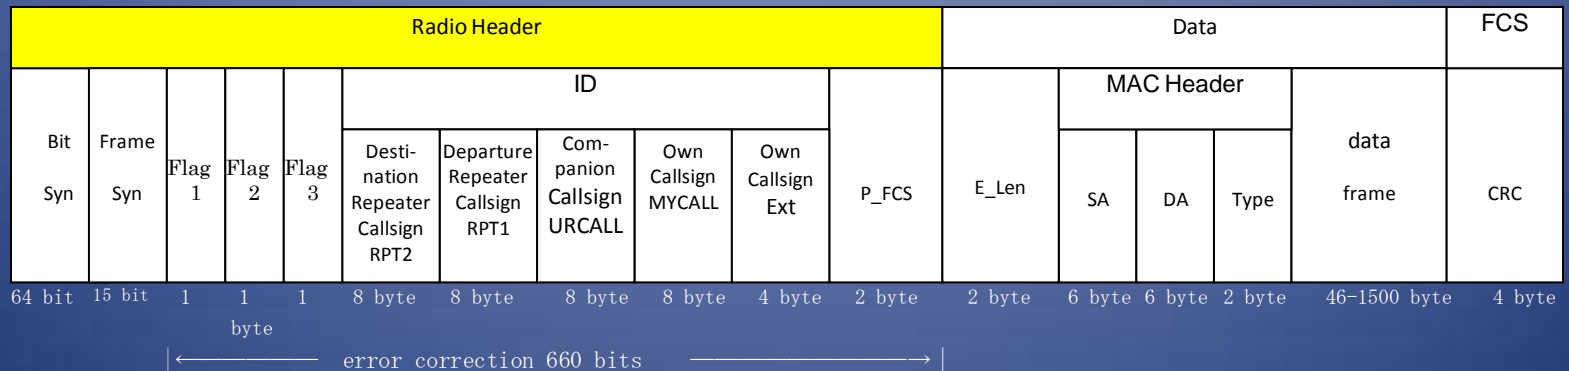 Radio Header
Data
FCS
ID
MAC Header
Bit
Syn
Frame
Syn
Flag
1
Flag
2
Flag
3
Desti-
nation
Repeater
Callsign
RPT2
Departure
Repeater
Callsign
RPT1
Com-
panion
Callsign
URCALL
Own
Callsign
MYCALL
Own
Callsign
Ext
P_FCS
E_Len
SA
DA
Type
data
frame
CRC
64 bit 15 bit 1 1 1 8 byte 8 byte 8 byte 8 byte 4 byte 2 byte 2 byte 6 byte 6 byte 2 byte 46-1500 byte 4 byte
byte
error correction 660 bits